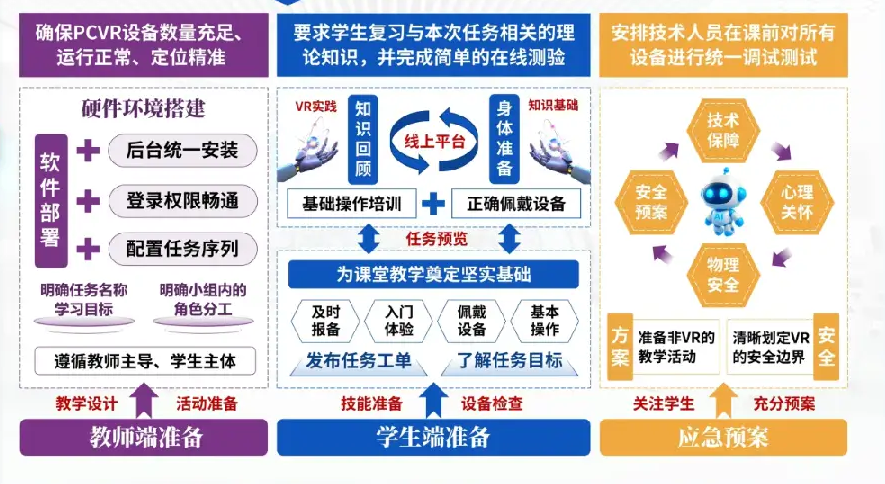 确保PCVR设备数量充足、
运行正常、定位精准
硬件环境搭建
软件部署
后台统一安装
登录权限畅通
配置任务序列
明确任务名称
学习目标
明确小组内的
角色分工
遵循教师主导、学生主体
教学设计
活动准备
教师端准备
要求学生复习与本次任务相关的理
论知识，并完成简单的在线测验
VR实践
知识回顾
线上平台
身体准备
知识基础
基础操作培训
正确佩戴设备
任务预览
为课堂教学奠定坚实基础
及时
报备
入门
体验
佩戴
设备
基本
操作
发布任务工单
了解任务目标
技能准备
设备检查
学生端准备
安排技术人员在课前对所有
设备进行统一调试测试
技术
保障
安全
预案
心理
关怀
AI
物理
安全
方案
准备非VR的
教学活动
清晰划定VR
的安全边界
安全
关注学生
充分预案
应急预案